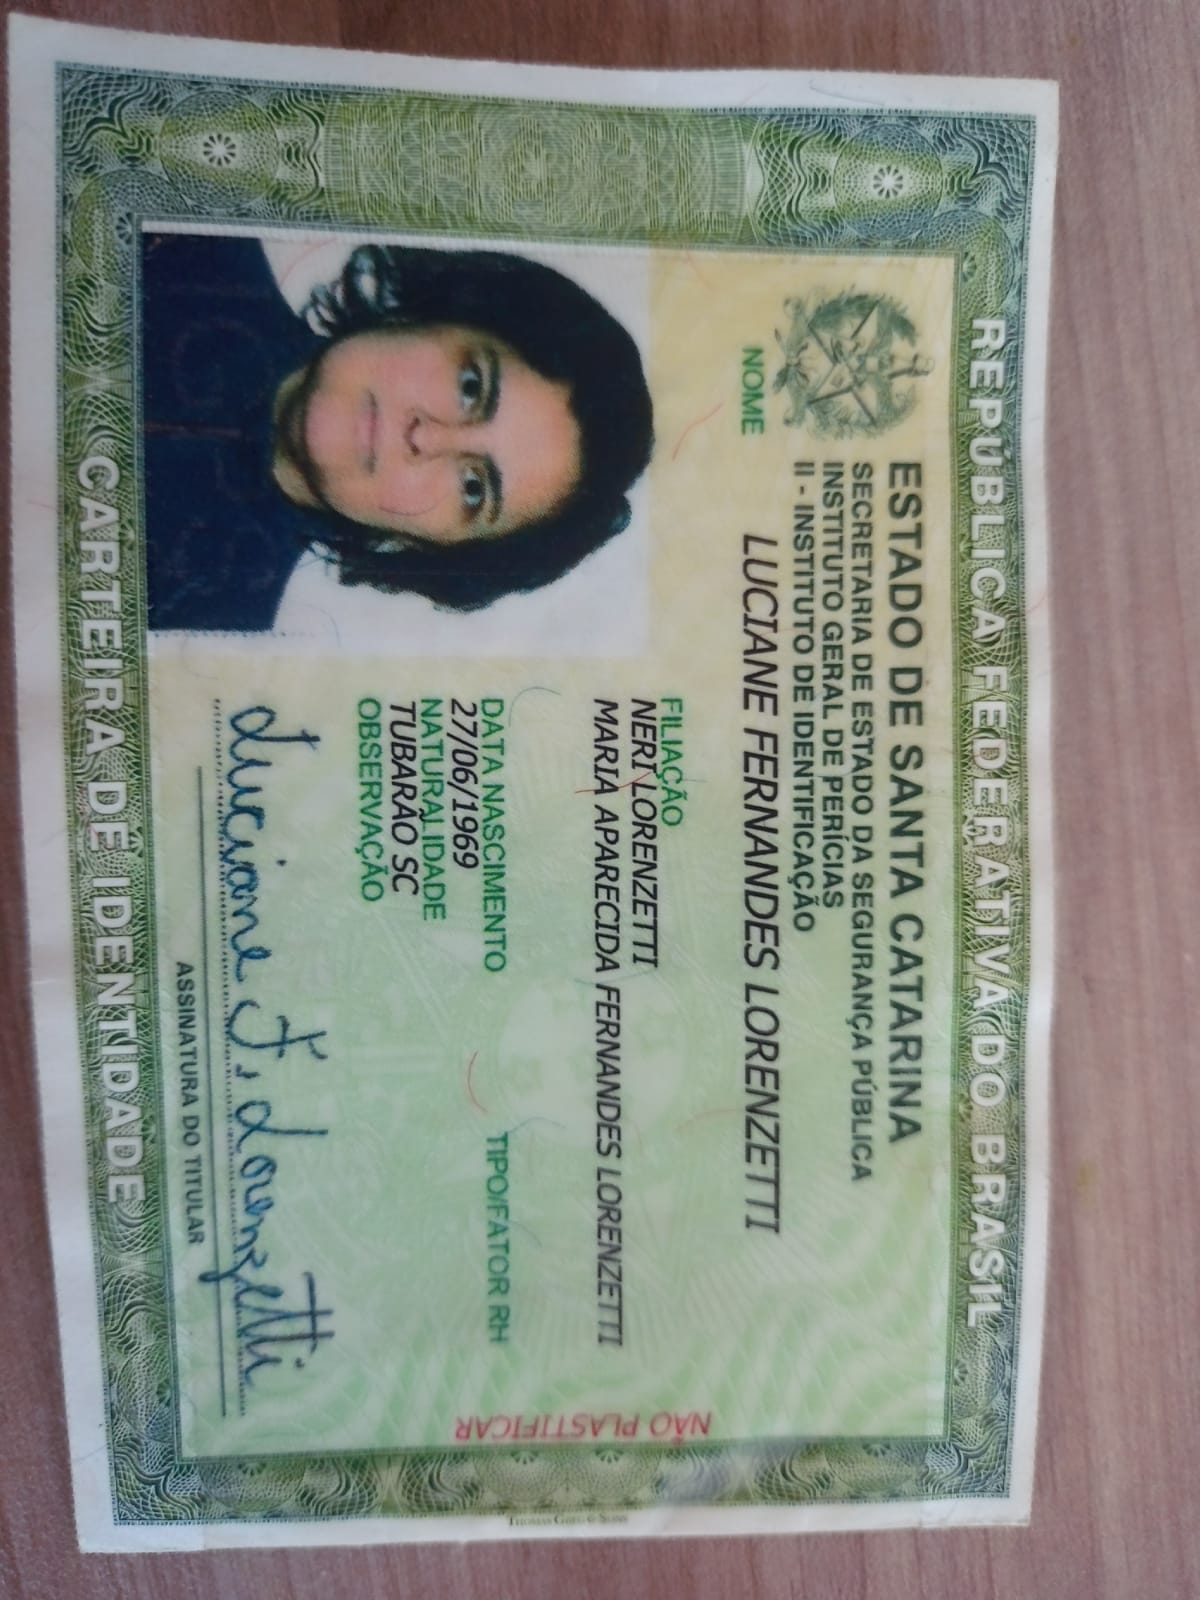 REPÚBLICA FEDERATIVA DO BRASIL
ESTADO DE SANTA CATARINA
SECRETARIA DE ESTADO DA SEGURANÇA PÚBLICA
INSTITUTO GERAL DE PERÍCIAS
II - INSTITUTO DE IDENTIFICAÇÃO
NOME
LUCIANE FERNANDES LORENZETTI
FILIAÇÃO
NERI LORENZETTI
MARIA APARECIDA FERNANDES LORENZETTI
DATA NASCIMENTO
TIPO/FATOR RH
27/06/1969
NATURALIDADE
TUBARÃO SC
OBSERVAÇÃO
Luciane F. Lorenzetti
ASSINATURA DO TITULAR
NÃO PLASTIFICAR
CARTEIRA DE IDENTIDADE